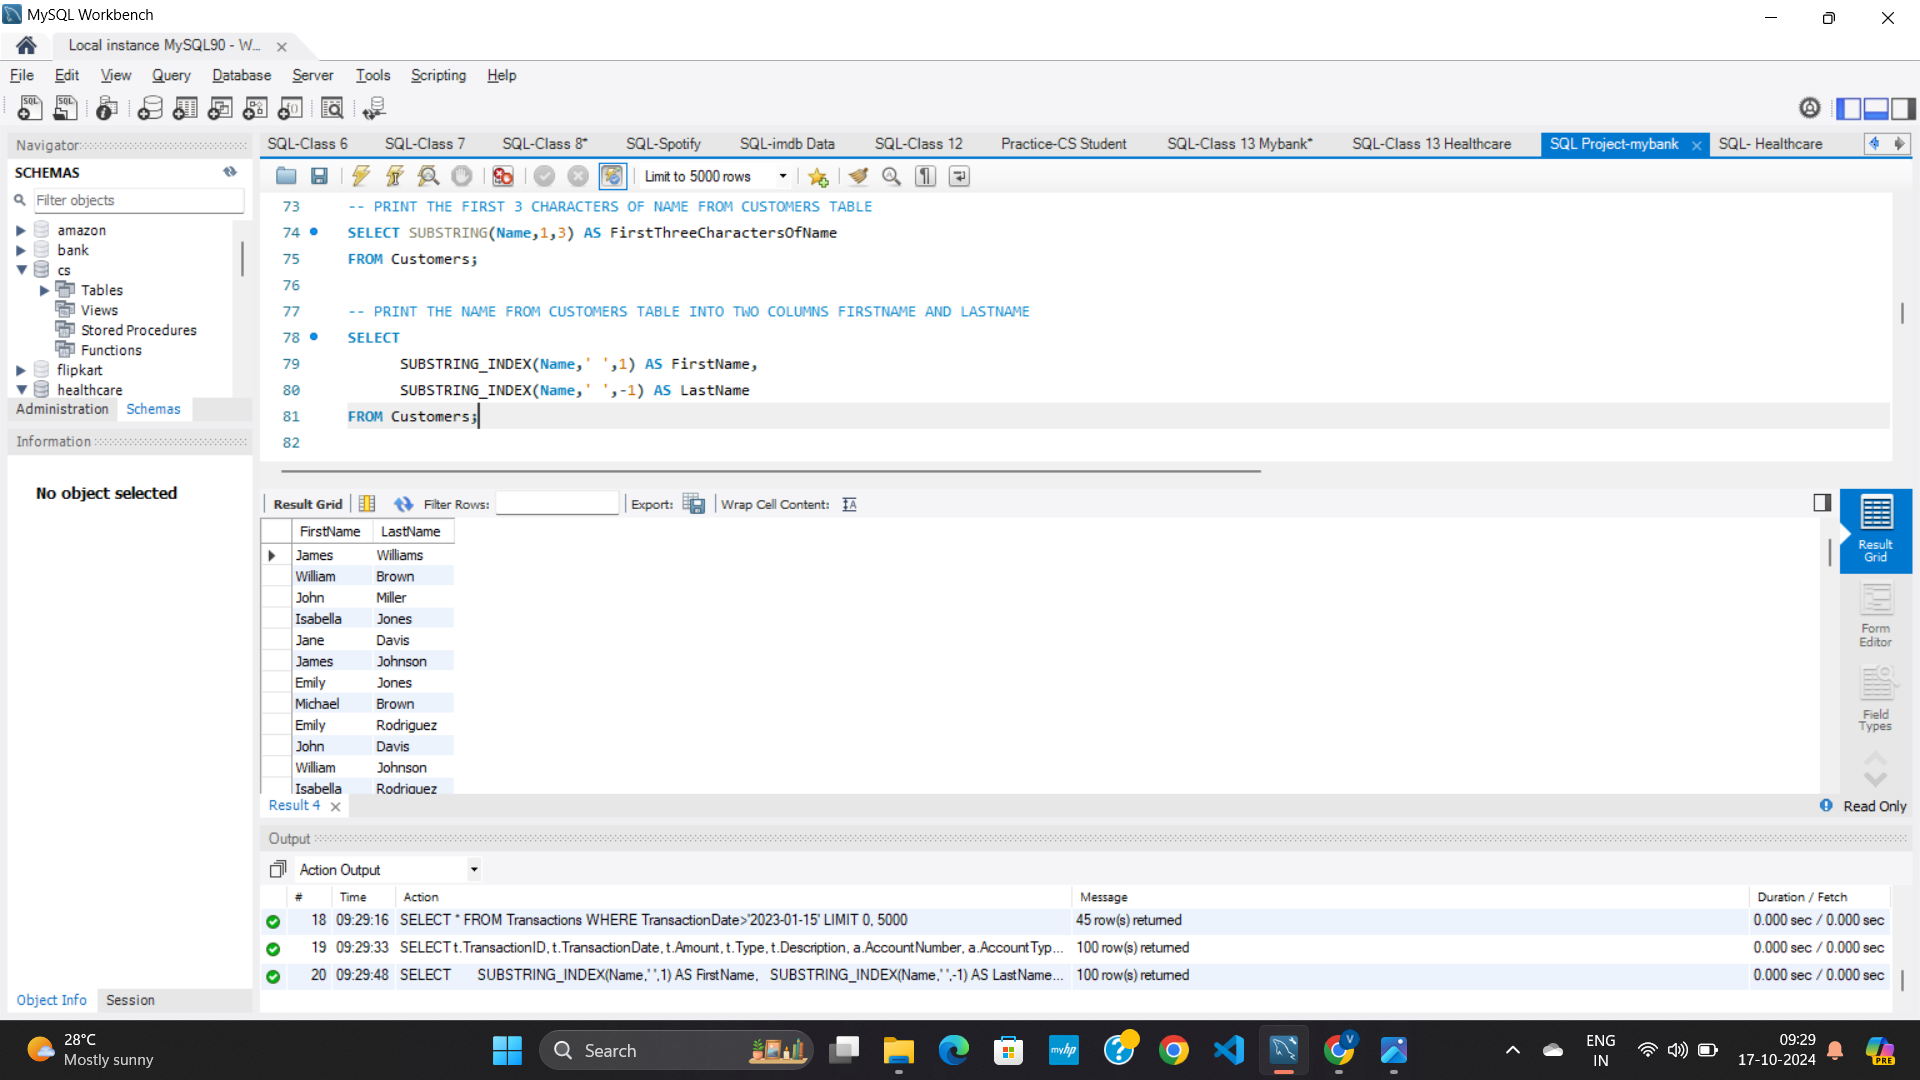 MySQL Workbench
Local instance MySQL90 - W...
File Edit View Query Database Server Tools Scripting Help
Navigator
SCHEMAS
Filter objects
amazon
bank
cs
Tables
Views
Stored Procedures
Functions
flipkart
healthcare
Administration Schemas
Information
No object selected
Object Info Session
SQL-Class 6 SQL-Class 7 SQL-Class 8* SQL-Spotify SQL-imdb Data SQL-Class 12 Practice-CS Student SQL-Class 13 Mybank* SQL-Class 13 Healthcare SQL Project-mybank SQL- Healthcare
Limit to 5000 rows
73 -- PRINT THE FIRST 3 CHARACTERS OF NAME FROM CUSTOMERS TABLE
74 SELECT SUBSTRING(Name,1,3) AS FirstThreeCharactersOfName
75 FROM Customers;
76
77 -- PRINT THE NAME FROM CUSTOMERS TABLE INTO TWO COLUMNS FIRSTNAME AND LASTNAME
78 SELECT
79 SUBSTRING_INDEX(Name,' ',1) AS FirstName,
80 SUBSTRING_INDEX(Name,' ',-1) AS LastName
81 FROM Customers;
82
Result Grid Filter Rows: Export: Wrap Cell Content:
FirstName LastName
James Williams
William Brown
John Miller
Isabella Jones
Jane Davis
James Johnson
Emily Jones
Michael Brown
Emily Rodriguez
John Davis
William Johnson
Isabella Rodriguez
Result Grid
Form Editor
Field Types
Result 4
Read Only
Output
Action Output
# Time Action Message Duration / Fetch
18 09:29:16 SELECT * FROM Transactions WHERE TransactionDate>'2023-01-15' LIMIT 0, 5000 45 row(s) returned 0.000 sec / 0.000 sec
19 09:29:33 SELECT t.TransactionID, t.TransactionDate, t.Amount, t.Type, t.Description, a.AccountNumber, a.AccountTyp... 100 row(s) returned 0.000 sec / 0.000 sec
20 09:29:48 SELECT SUBSTRING_INDEX(Name,' ',1) AS FirstName, SUBSTRING_INDEX(Name,' ',-1) AS LastName... 100 row(s) returned 0.000 sec / 0.000 sec
28°C
Mostly sunny
Search
myhp
V
ENG
IN
09:29
17-10-2024
PRE